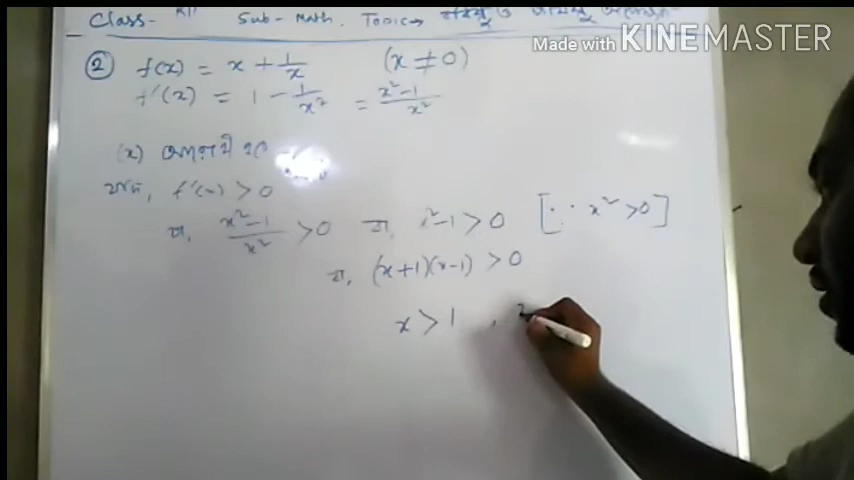 Class- XII Sub- Math. Topic→
Made with KINEMASTER
② f(x) = x + 1/x (x ≠ 0)
f'(x) = 1 - 1/x² = x²-1/x²
f(x)
যখন, f'(x) > 0
বা, x²-1/x² > 0 বা, x²-1 > 0 [∵ x² > 0]
বা, (x+1)(x-1) > 0
x > 1 ,